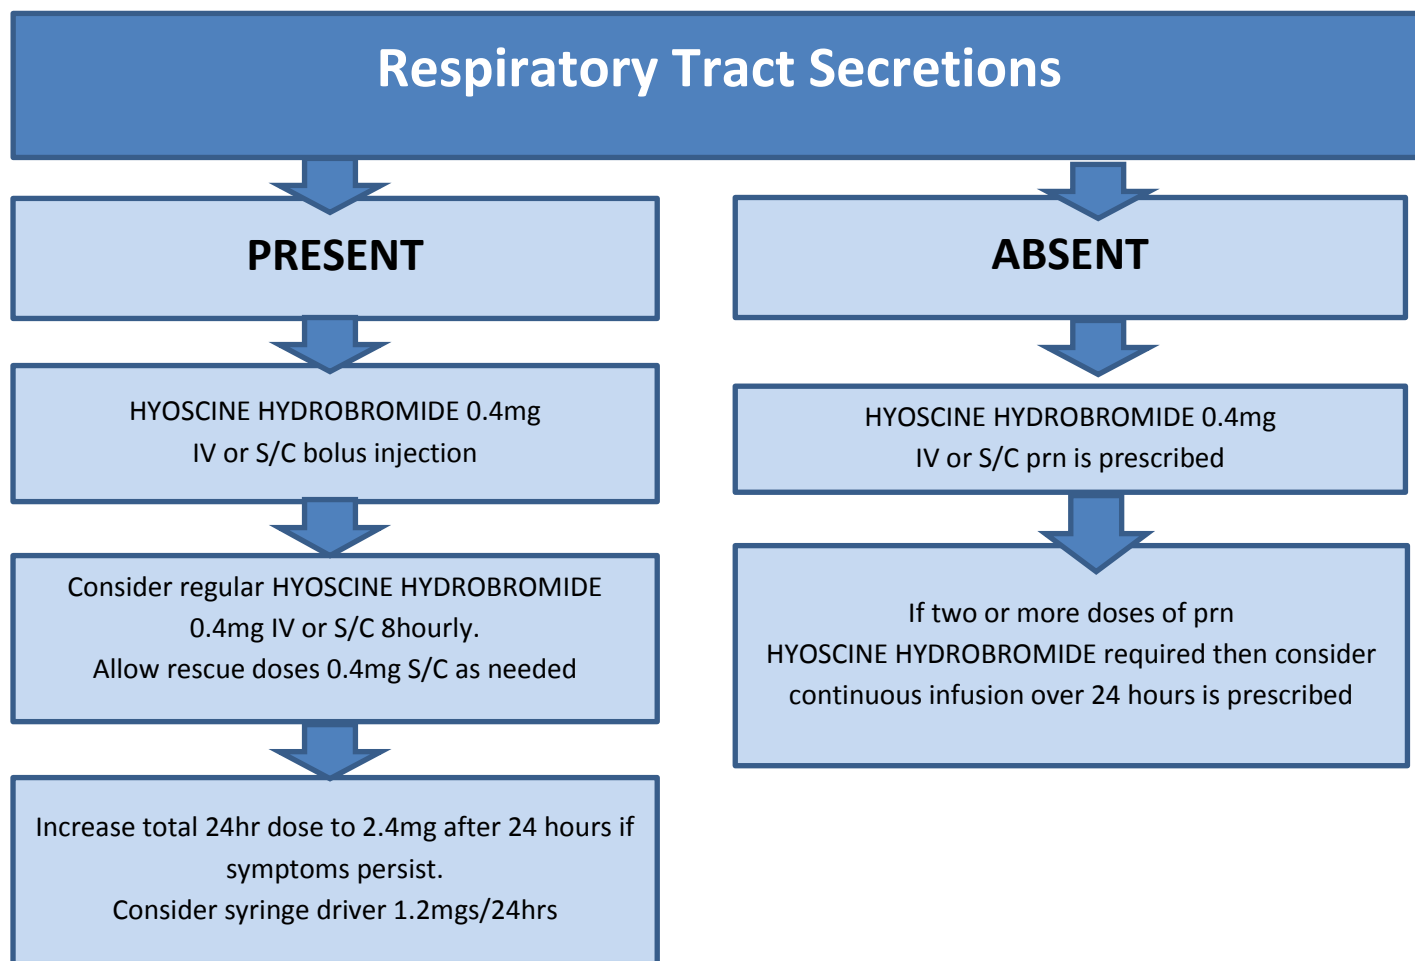 Respiratory Tract Secretions
PRESENT
HYOSCINE HYDROBROMIDE 0.4mg
IV or S/C bolus injection
Consider regular HYOSCINE HYDROBROMIDE
0.4mg IV or S/C 8hourly.
Allow rescue doses 0.4mg S/C as needed
Increase total 24hr dose to 2.4mg after 24 hours if
symptoms persist.
Consider syringe driver 1.2mgs/24hrs
ABSENT
HYOSCINE HYDROBROMIDE 0.4mg
IV or S/C prn is prescribed
If two or more doses of prn
HYOSCINE HYDROBROMIDE required then consider
continuous infusion over 24 hours is prescribed